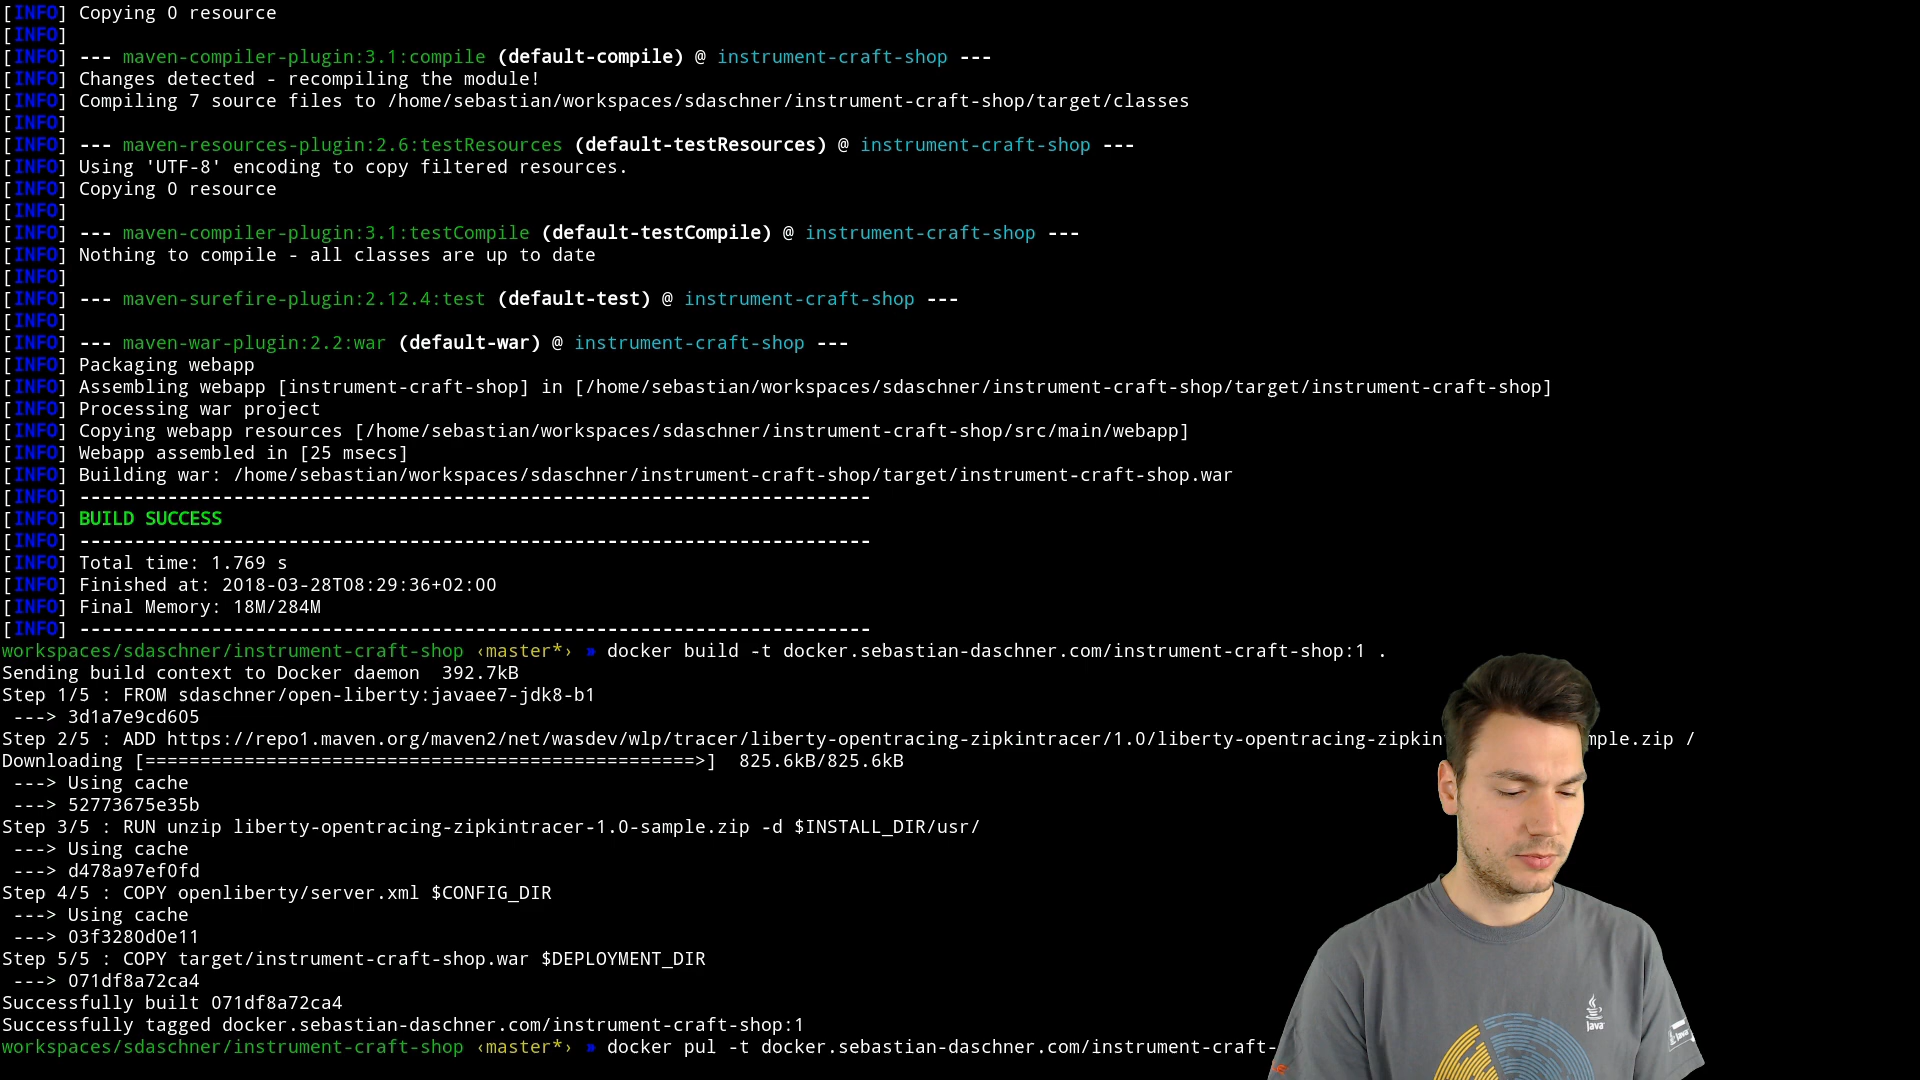 [INFO] Copying 0 resource
[INFO]
[INFO] --- maven-compiler-plugin:3.1:compile (default-compile) @ instrument-craft-shop ---
[INFO] Changes detected - recompiling the module!
[INFO] Compiling 7 source files to /home/sebastian/workspaces/sdaschner/instrument-craft-shop/target/classes
[INFO]
[INFO] --- maven-resources-plugin:2.6:testResources (default-testResources) @ instrument-craft-shop ---
[INFO] Using 'UTF-8' encoding to copy filtered resources.
[INFO] Copying 0 resource
[INFO]
[INFO] --- maven-compiler-plugin:3.1:testCompile (default-testCompile) @ instrument-craft-shop ---
[INFO] Nothing to compile - all classes are up to date
[INFO]
[INFO] --- maven-surefire-plugin:2.12.4:test (default-test) @ instrument-craft-shop ---
[INFO]
[INFO] --- maven-war-plugin:2.2:war (default-war) @ instrument-craft-shop ---
[INFO] Packaging webapp
[INFO] Assembling webapp [instrument-craft-shop] in [/home/sebastian/workspaces/sdaschner/instrument-craft-shop/target/instrument-craft-shop]
[INFO] Processing war project
[INFO] Copying webapp resources [/home/sebastian/workspaces/sdaschner/instrument-craft-shop/src/main/webapp]
[INFO] Webapp assembled in [25 msecs]
[INFO] Building war: /home/sebastian/workspaces/sdaschner/instrument-craft-shop/target/instrument-craft-shop.war
[INFO] ------------------------------------------------------------------------
[INFO] BUILD SUCCESS
[INFO] ------------------------------------------------------------------------
[INFO] Total time: 1.769 s
[INFO] Finished at: 2018-03-28T08:29:36+02:00
[INFO] Final Memory: 18M/284M
[INFO] ------------------------------------------------------------------------
workspaces/sdaschner/instrument-craft-shop ‹master*› » docker build -t docker.sebastian-daschner.com/instrument-craft-shop:1 .
Sending build context to Docker daemon  392.7kB
Step 1/5 : FROM sdaschner/open-liberty:javaee7-jdk8-b1
 ---> 3d1a7e9cd605
Step 2/5 : ADD https://repo1.maven.org/maven2/net/wasdev/wlp/tracer/liberty-opentracing-zipkintracer/1.0/liberty-opentracing-zipkin mple.zip /
Downloading [==================================================>]  825.6kB/825.6kB
 ---> Using cache
 ---> 52773675e35b
Step 3/5 : RUN unzip liberty-opentracing-zipkintracer-1.0-sample.zip -d $INSTALL_DIR/usr/
 ---> Using cache
 ---> d478a97ef0fd
Step 4/5 : COPY openliberty/server.xml $CONFIG_DIR
 ---> Using cache
 ---> 03f3280d0e11
Step 5/5 : COPY target/instrument-craft-shop.war $DEPLOYMENT_DIR
 ---> 071df8a72ca4
Successfully built 071df8a72ca4
Successfully tagged docker.sebastian-daschner.com/instrument-craft-shop:1
workspaces/sdaschner/instrument-craft-shop ‹master*› » docker pul -t docker.sebastian-daschner.com/instrument-craft-
Java